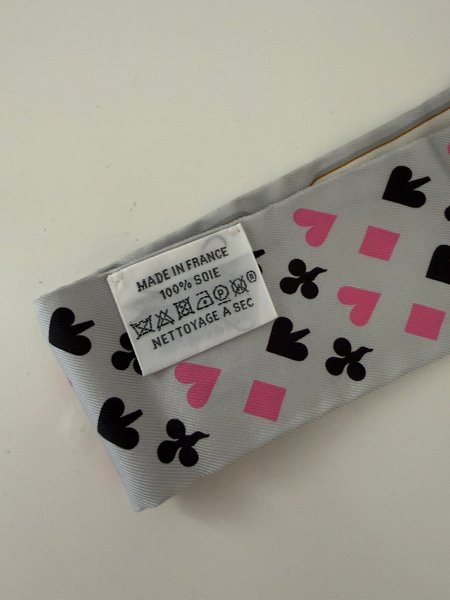 MADE IN FRANCE
100% SOIE
P
NETTOYAGE A SEC